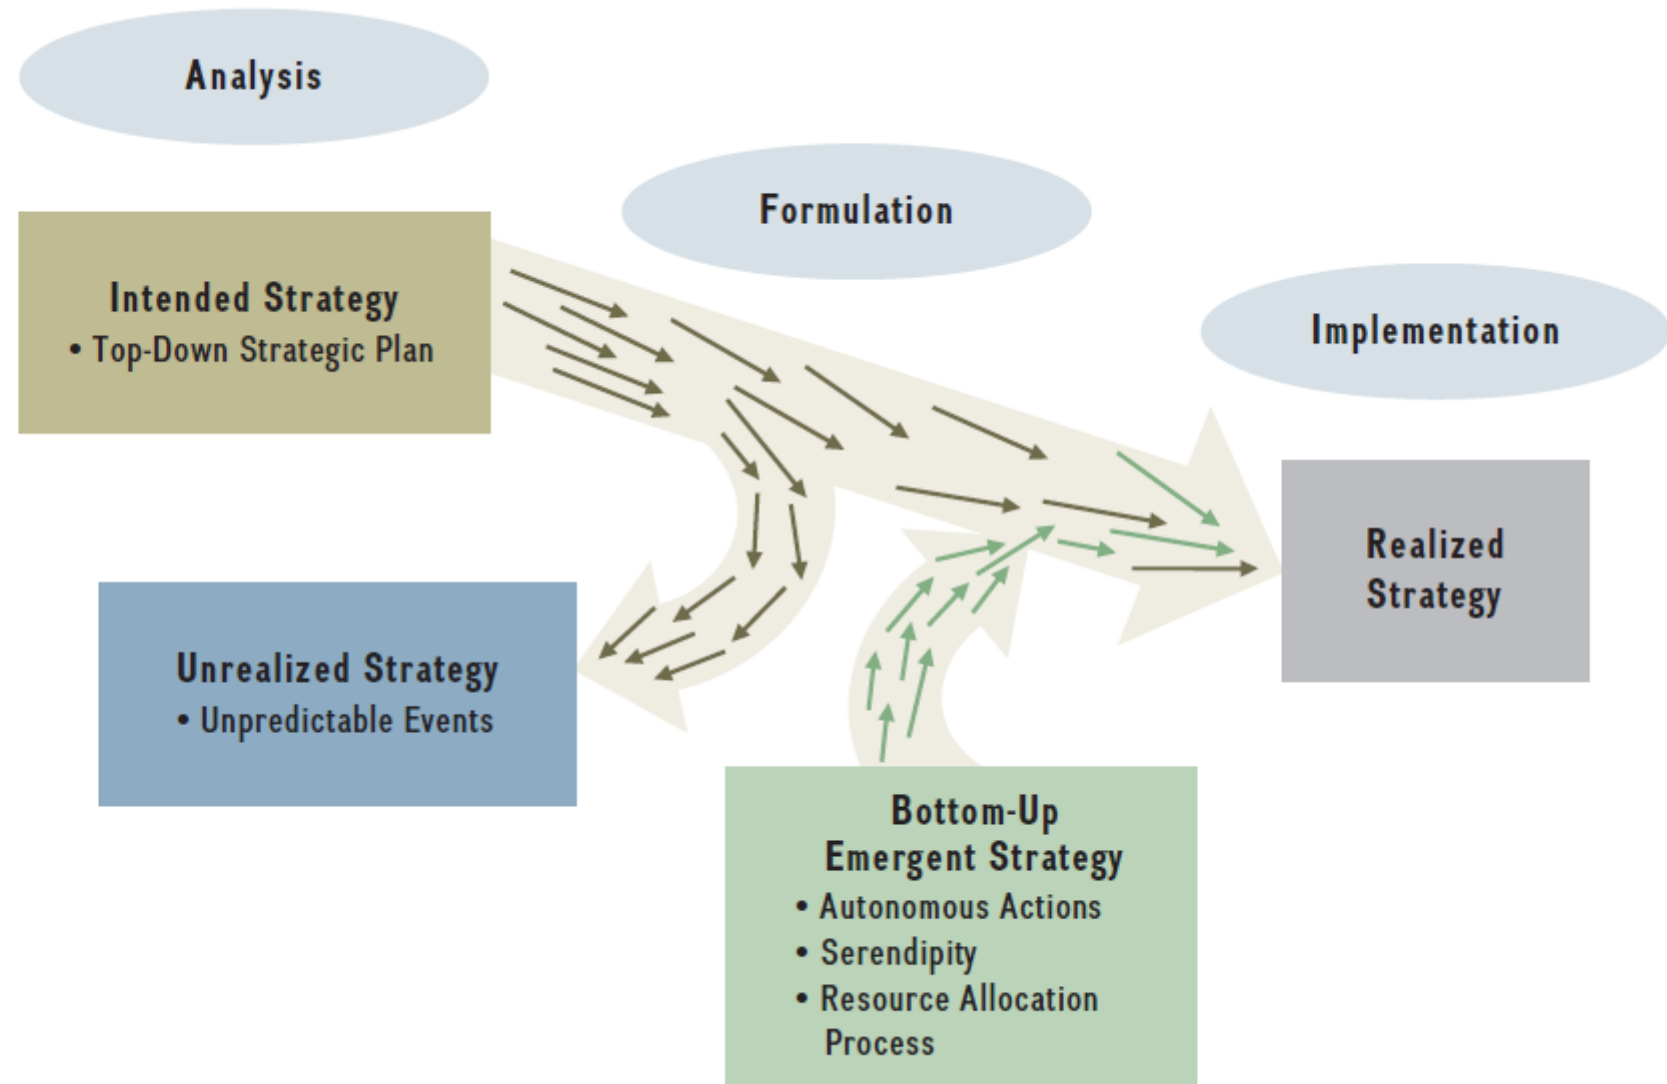 Analysis
Formulation
Implementation
Intended Strategy
• Top-Down Strategic Plan
Realized
Strategy
Unrealized Strategy
• Unpredictable Events
Bottom-Up
Emergent Strategy
• Autonomous Actions
• Serendipity
• Resource Allocation
Process